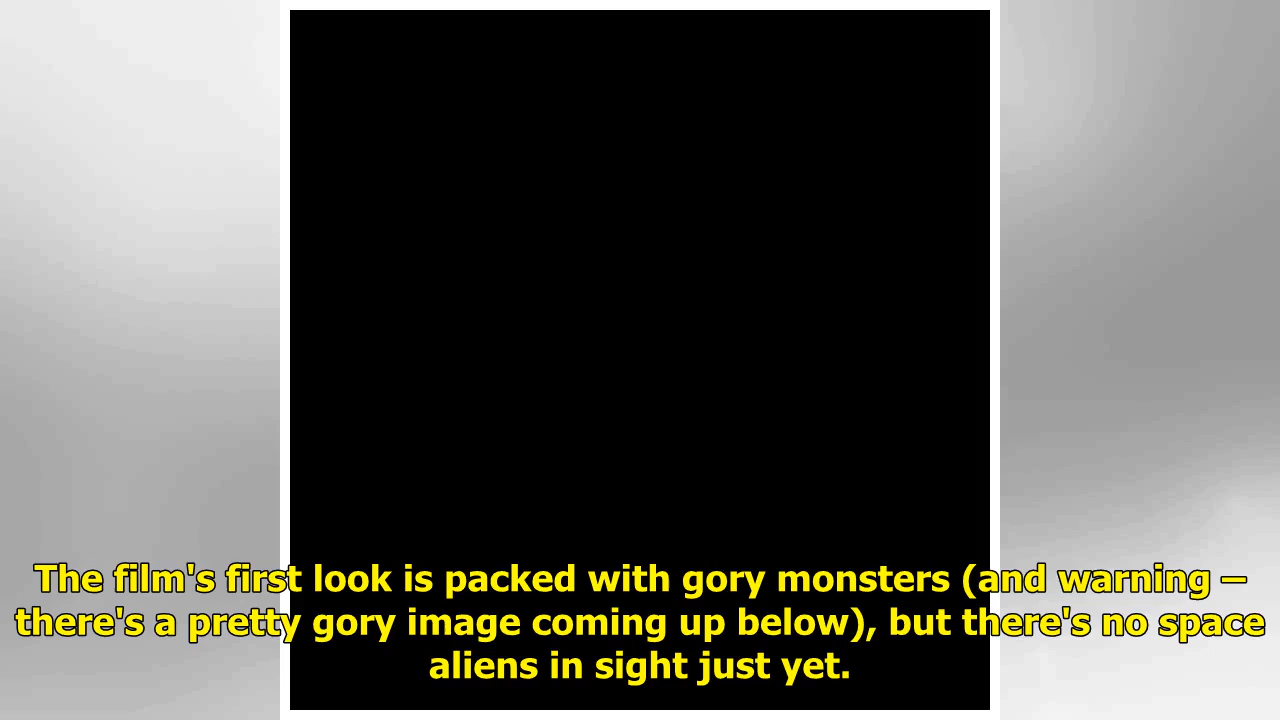 The film's first look is packed with gory monsters (and warning –
there's a pretty gory image coming up below), but there's no space
aliens in sight just yet.